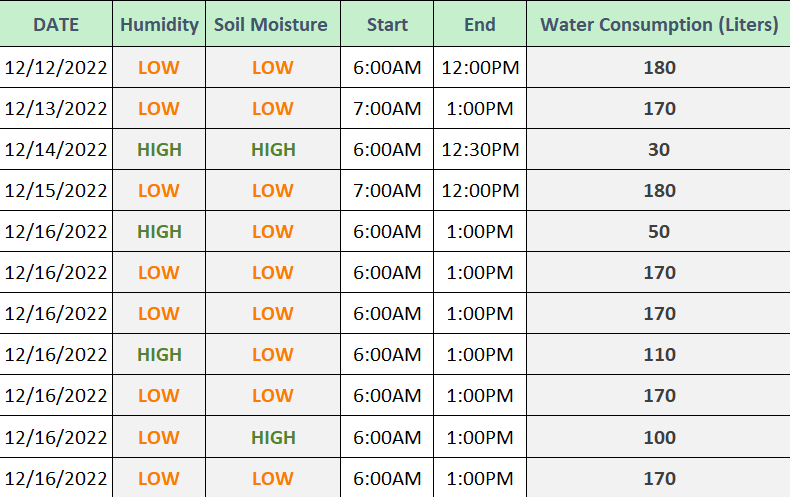 DATE Humidity Soil Moisture Start End Water Consumption (Liters)
12/12/2022 LOW LOW 6:00AM 12:00PM 180
12/13/2022 LOW LOW 7:00AM 1:00PM 170
12/14/2022 HIGH HIGH 6:00AM 12:30PM 30
12/15/2022 LOW LOW 7:00AM 12:00PM 180
12/16/2022 HIGH LOW 6:00AM 1:00PM 50
12/16/2022 LOW LOW 6:00AM 1:00PM 170
12/16/2022 LOW LOW 6:00AM 1:00PM 170
12/16/2022 HIGH LOW 6:00AM 1:00PM 110
12/16/2022 LOW LOW 6:00AM 1:00PM 170
12/16/2022 LOW HIGH 6:00AM 1:00PM 100
12/16/2022 LOW LOW 6:00AM 1:00PM 170